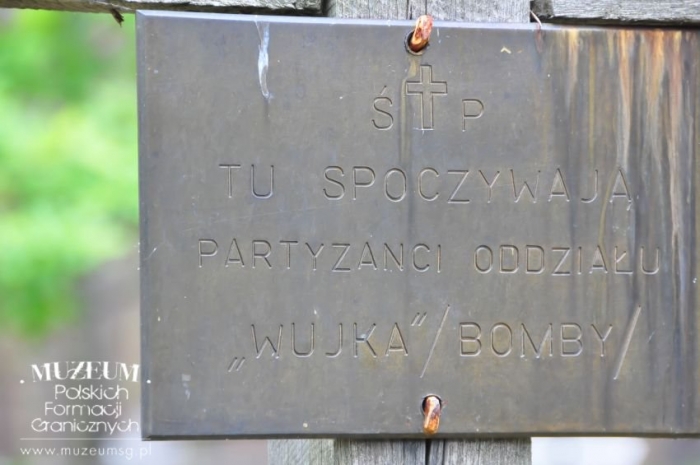 Ś P
TU SPOCZYWAJĄ
PARTYZANCI ODDZIAŁU
„WUJKA“/BOMBY/
MUZEUM
Polskich
Formacji
Granicznych
www.muzeumsg.pl